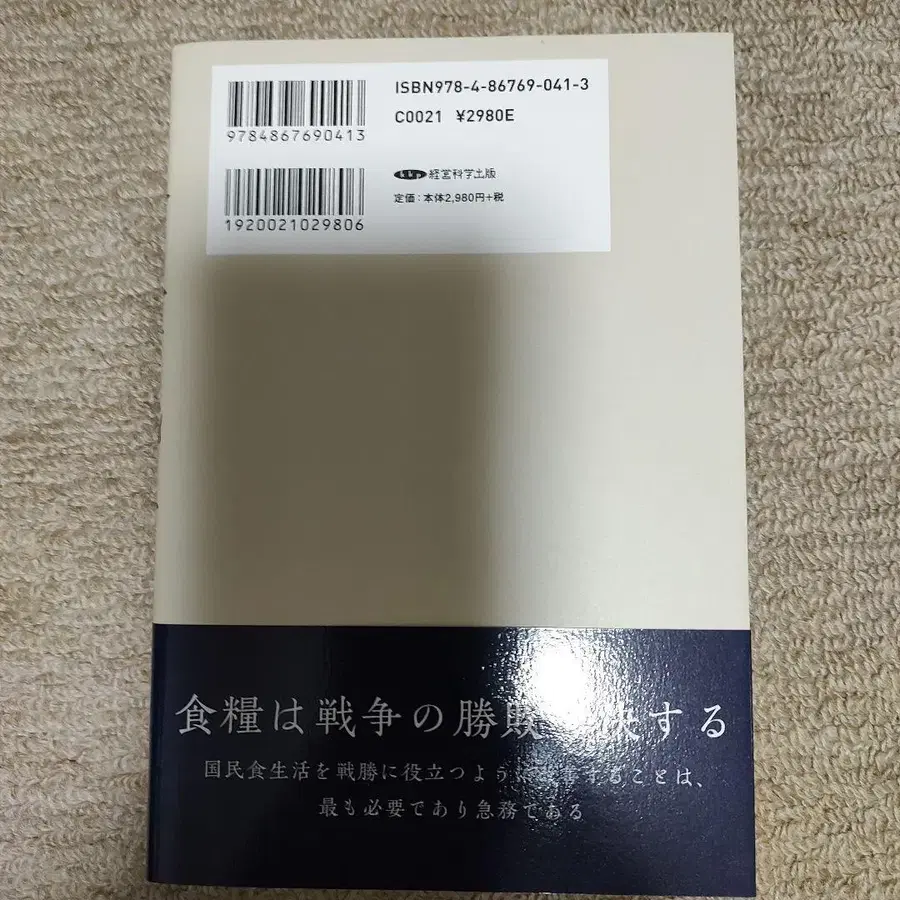 ISBN978-4-86769-041-3
C0021 ¥2980E
9784867690413
経営科学出版
定価：本体2,980円+税
1920021029806
食糧は戦争の勝敗 決する
国民食生活を戦勝に役立つよう することは、
最も必要であり急務である